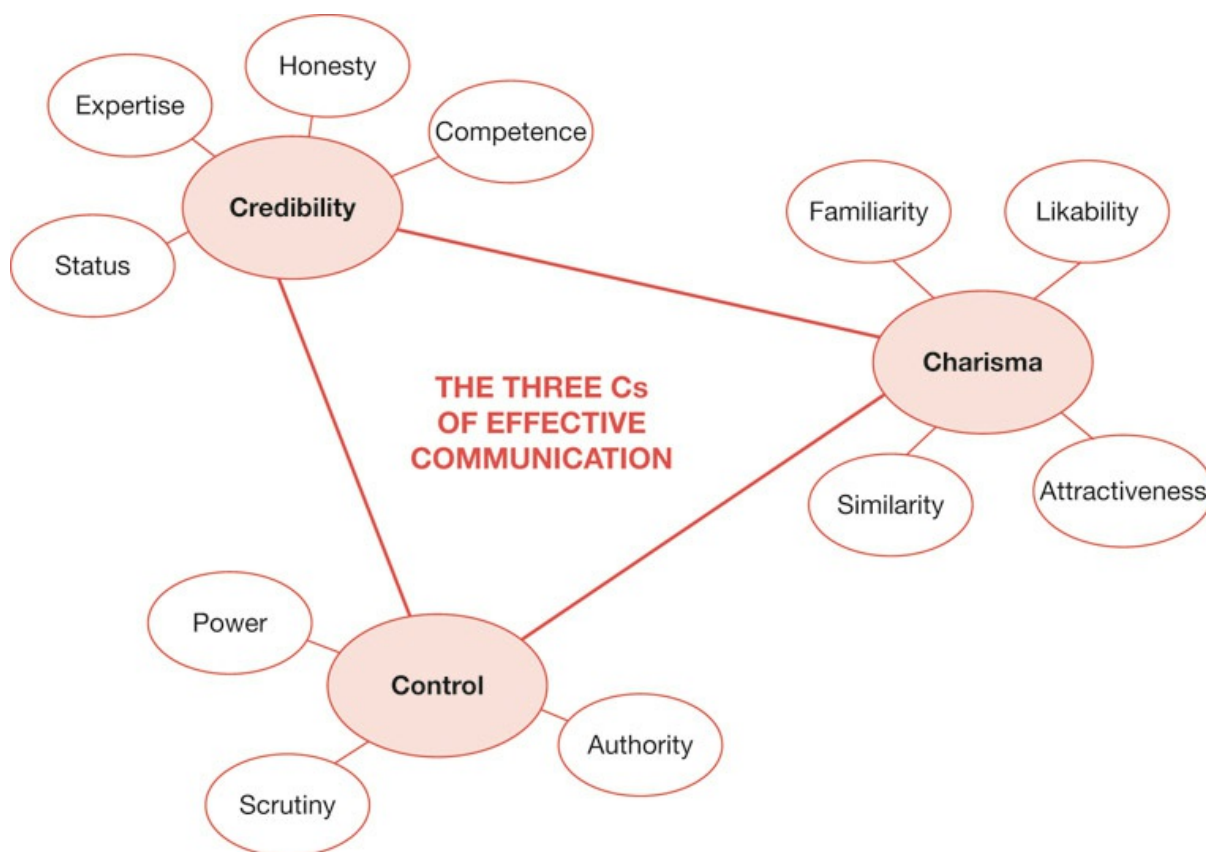 Honesty
Expertise
Competence
Credibility
Status
Familiarity
Likability
Charisma
Similarity
Attractiveness
THE THREE Cs
OF EFFECTIVE
COMMUNICATION
Power
Control
Authority
Scrutiny